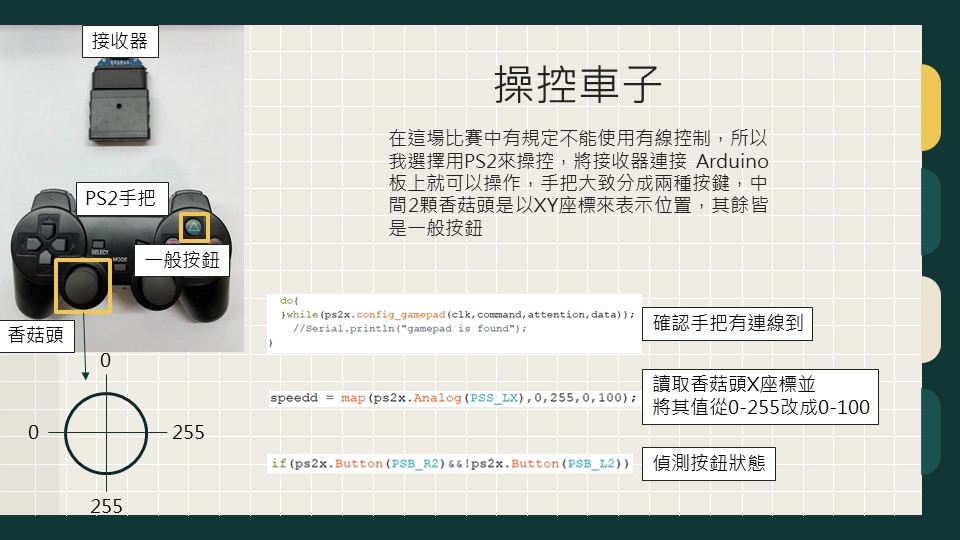 接收器
操控車子
在這場比賽中有規定不能使用有線控制，所以
我選擇用PS2來操控，將接收器連接 Arduino
板上就可以操作，手把大致分成兩種按鍵，中
間2顆香菇頭是以XY座標來表示位置，其餘皆
是一般按鈕
PS2手把
SELECT
MODE
一般按鈕
香菇頭
0
0
255
255
do{
}while(ps2x.config_gamepad(clk,command,attention,data));
//Serial.println("gamepad is found");
}
確認手把有連線到
speedd = map(ps2x.Analog(PSS_LX),0,255,0,100);
讀取香菇頭X座標並
將其值從0-255改成0-100
if(ps2x.Button(PSB_R2)&&!ps2x.Button(PSB_L2))
偵測按鈕狀態